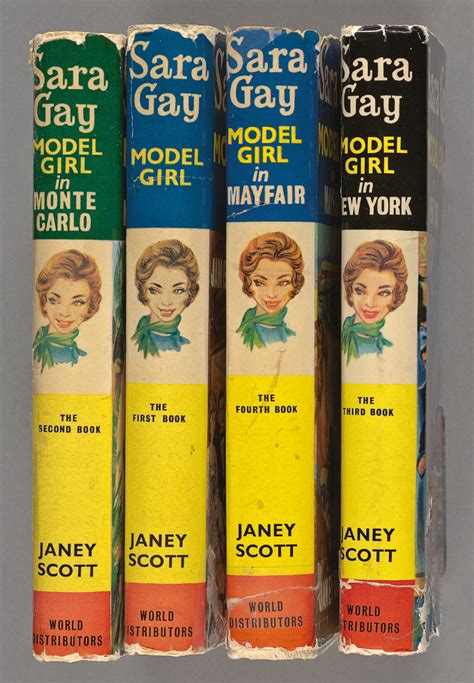 Sara
Gay
MODEL
GIRL
in
MONTE
CARLO
THE
SECOND BOOK
JANEY
SCOTT
WORLD
DISTRIBUTORS
Sara
Gay
MODEL
GIRL
THE
FIRST BOOK
JANEY
SCOTT
WORLD
DISTRIBUTORS
Sara
Gay
MODEL
GIRL
in
MAYFAIR
THE
FOURTH BOOK
JANEY
SCOTT
WORLD
DISTRIBUTORS
Sara
Gay
MODEL
GIRL
in
NEW YORK
THE
THIRD BOOK
JANEY
SCOTT
WORLD
DISTRIBUTORS